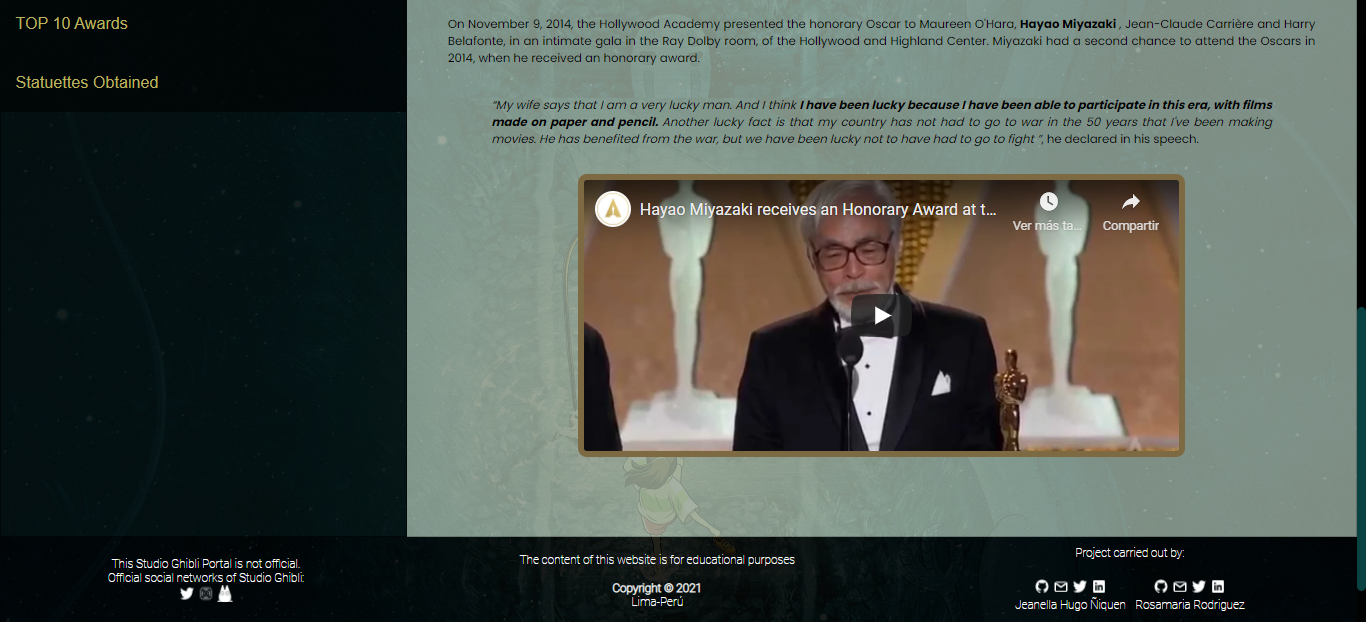 TOP 10 Awards
Statuettes Obtained
On November 9, 2014, the Hollywood Academy presented the honorary Oscar to Maureen O'Hara, Hayao Miyazaki , Jean-Claude Carrière and Harry
Belafonte, in an intimate gala in the Ray Dolby room, of the Hollywood and Highland Center. Miyazaki had a second chance to attend the Oscars in
2014, when he received an honorary award.
“My wife says that I am a very lucky man. And I think I have been lucky because I have been able to participate in this era, with films
made on paper and pencil. Another lucky fact is that my country has not had to go to war in the 50 years that I've been making
movies. He has benefited from the war, but we have been lucky not to have had to go to fight ”, he declared in his speech.
Hayao Miyazaki receives an Honorary Award at t...
Ver más ta...
Compartir
This Studio Ghibli Portal is not official.
Official social networks of Studio Ghibli:
The content of this website is for educational purposes
Copyright © 2021
Lima-Perú
Project carried out by:
Jeanella Hugo Ñiquen
Rosamaria Rodriguez